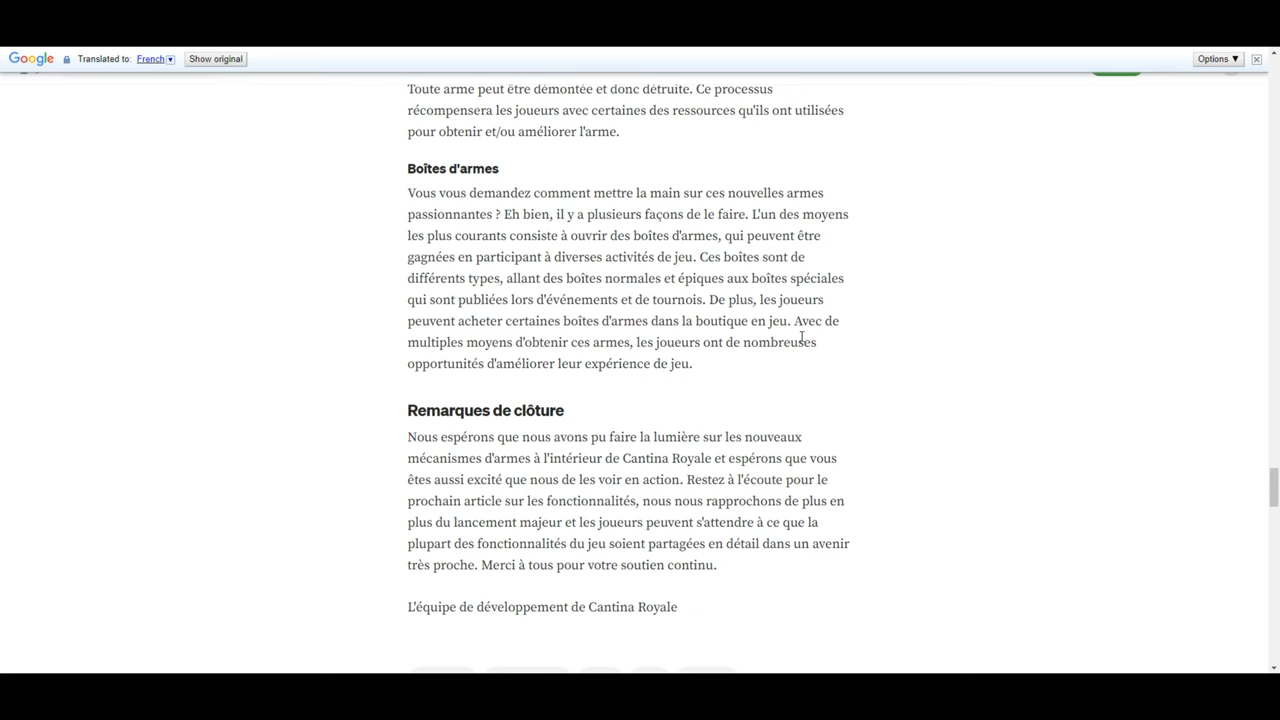 Google Translated to: French ▼ Show original Options ▼
Toute arme peut être démontée et donc détruite. Ce processus
récompensera les joueurs avec certaines des ressources qu'ils ont utilisées
pour obtenir et/ou améliorer l'arme.
Boîtes d'armes
Vous vous demandez comment mettre la main sur ces nouvelles armes
passionnantes ? Eh bien, il y a plusieurs façons de le faire. L'un des moyens
les plus courants consiste à ouvrir des boîtes d'armes, qui peuvent être
gagnées en participant à diverses activités de jeu. Ces boîtes sont de
différents types, allant des boîtes normales et épiques aux boîtes spéciales
qui sont publiées lors d'événements et de tournois. De plus, les joueurs
peuvent acheter certaines boîtes d'armes dans la boutique en jeu. Avec de
multiples moyens d'obtenir ces armes, les joueurs ont de nombreuses
opportunités d'améliorer leur expérience de jeu.
Remarques de clôture
Nous espérons que nous avons pu faire la lumière sur les nouveaux
mécanismes d'armes à l'intérieur de Cantina Royale et espérons que vous
êtes aussi excité que nous de les voir en action. Restez à l'écoute pour le
prochain article sur les fonctionnalités, nous nous rapprochons de plus en
plus du lancement majeur et les joueurs peuvent s'attendre à ce que la
plupart des fonctionnalités du jeu soient partagées en détail dans un avenir
très proche. Merci à tous pour votre soutien continu.
L'équipe de développement de Cantina Royale